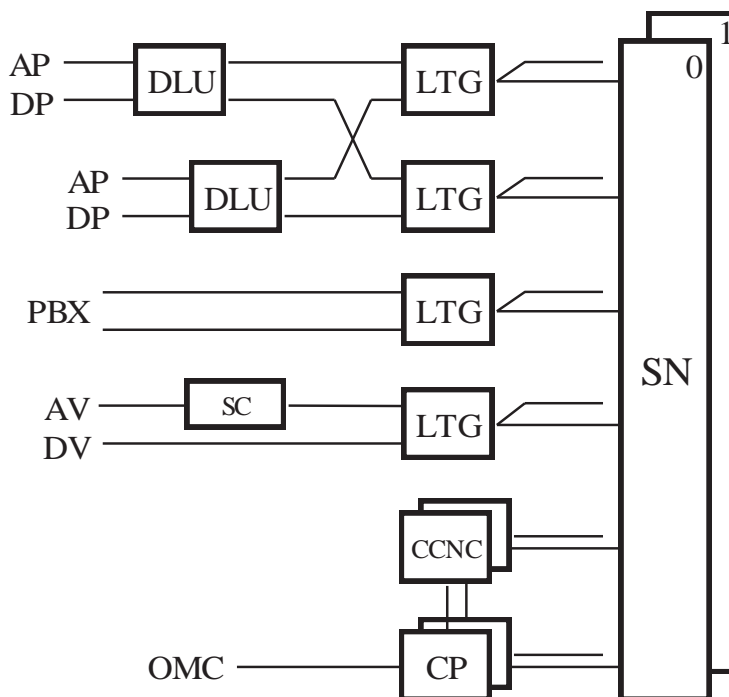 1
0
AP
DP
DLU
LTG
AP
DP
DLU
LTG
PBX
LTG
SN
AV
DV
SC
LTG
CCNC
OMC
CP